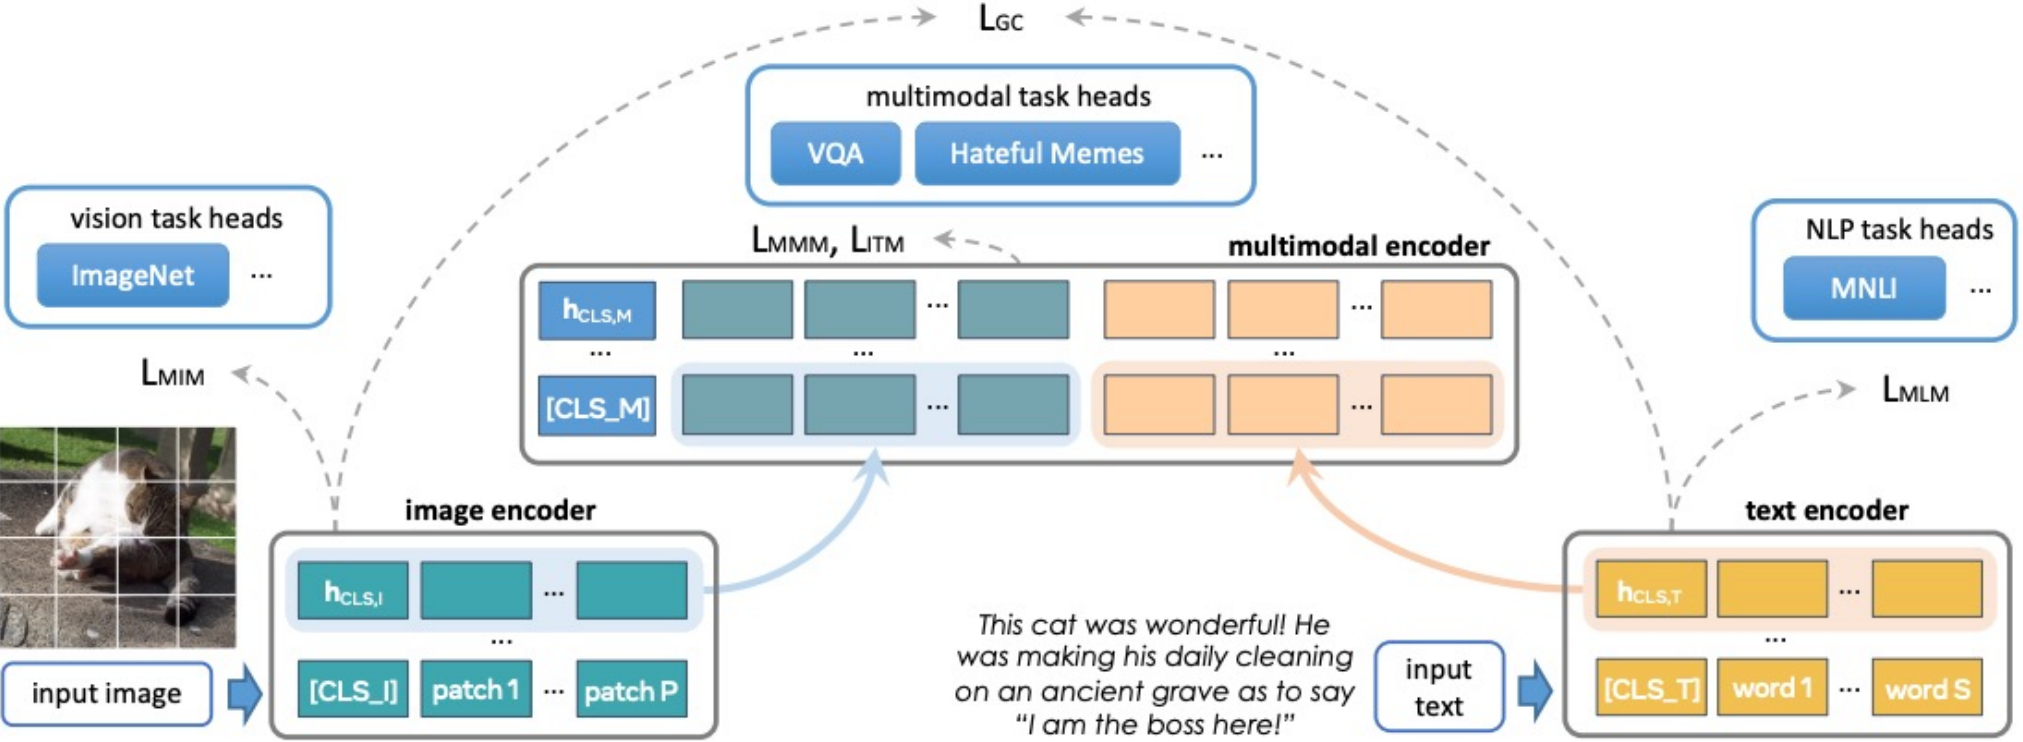 LGC
multimodal task heads
VQA
Hateful Memes
...
vision task heads
ImageNet
...
NLP task heads
MNLI
...
LMMM, LITM
multimodal encoder
hCLS,M
...
...
...
...
...
[CLS_M]
...
...
LMIM
LMLM
image encoder
hCLS,I
...
...
[CLS_I]
patch 1
...
patch P
input image
This cat was wonderful! He
was making his daily cleaning
on an ancient grave as to say
“I am the boss here!”
input
text
text encoder
hCLS,T
...
...
[CLS_T]
word 1
...
word S